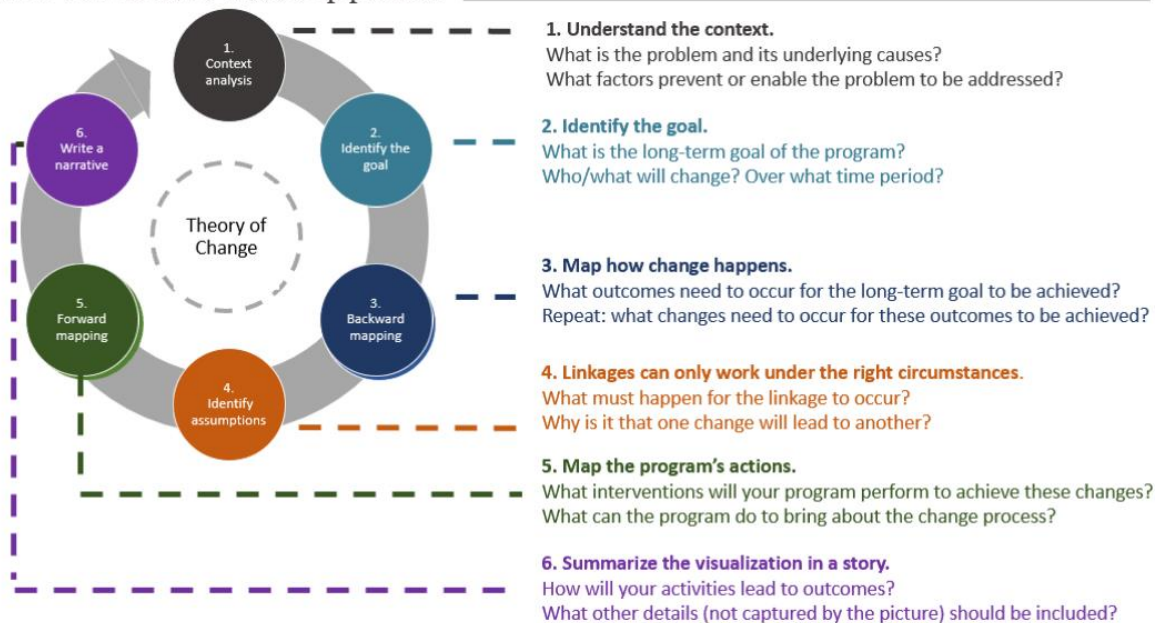 1.
Context
analysis
2.
Identify the
goal
3.
Backward
mapping
4.
Identify
assumptions
5.
Forward
mapping
6.
Write a
narrative
Theory of
Change
1. Understand the context.
What is the problem and its underlying causes?
What factors prevent or enable the problem to be addressed?
2. Identify the goal.
What is the long-term goal of the program?
Who/what will change? Over what time period?
3. Map how change happens.
What outcomes need to occur for the long-term goal to be achieved?
Repeat: what changes need to occur for these outcomes to be achieved?
4. Linkages can only work under the right circumstances.
What must happen for the linkage to occur?
Why is it that one change will lead to another?
5. Map the program's actions.
What interventions will your program perform to achieve these changes?
What can the program do to bring about the change process?
6. Summarize the visualization in a story.
How will your activities lead to outcomes?
What other details (not captured by the picture) should be included?